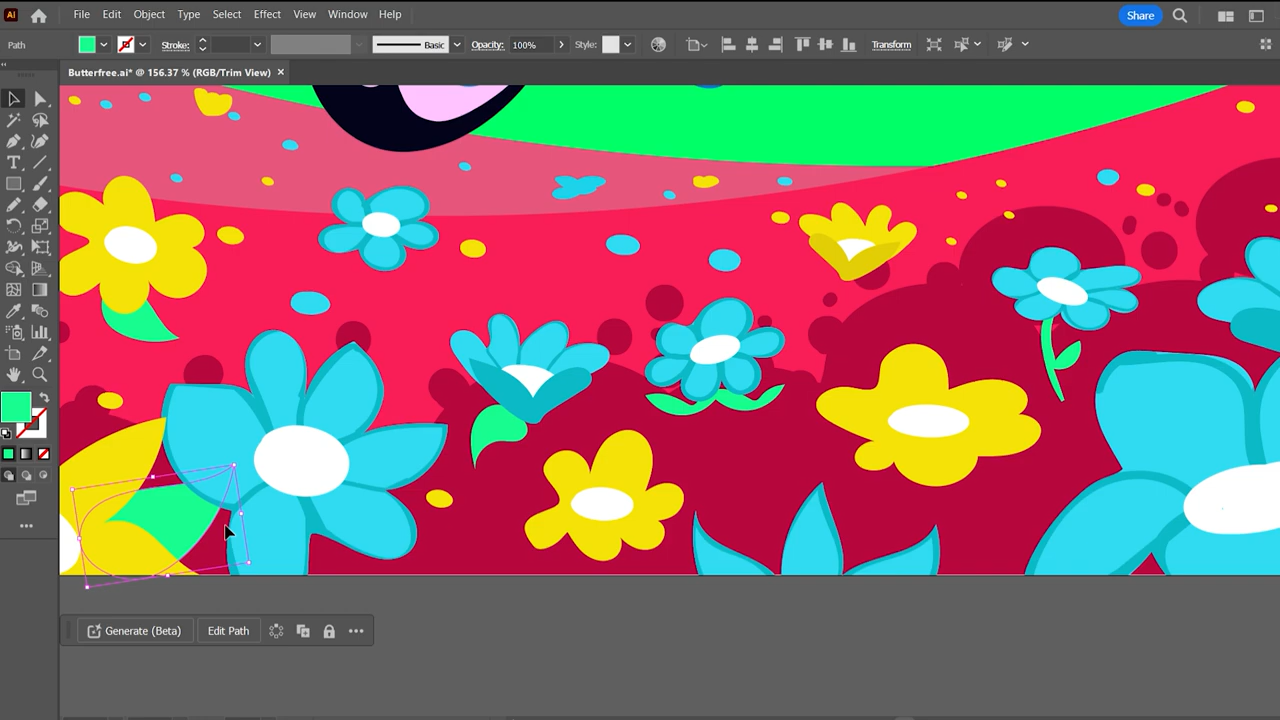 Ai File Edit Object Type Select Effect View Window Help Share
Path Stroke: Basic Opacity: 100% Style: Transform
Butterfree.ai* @ 156.37 % (RGB/Trim View) ×
Generate (Beta) Edit Path